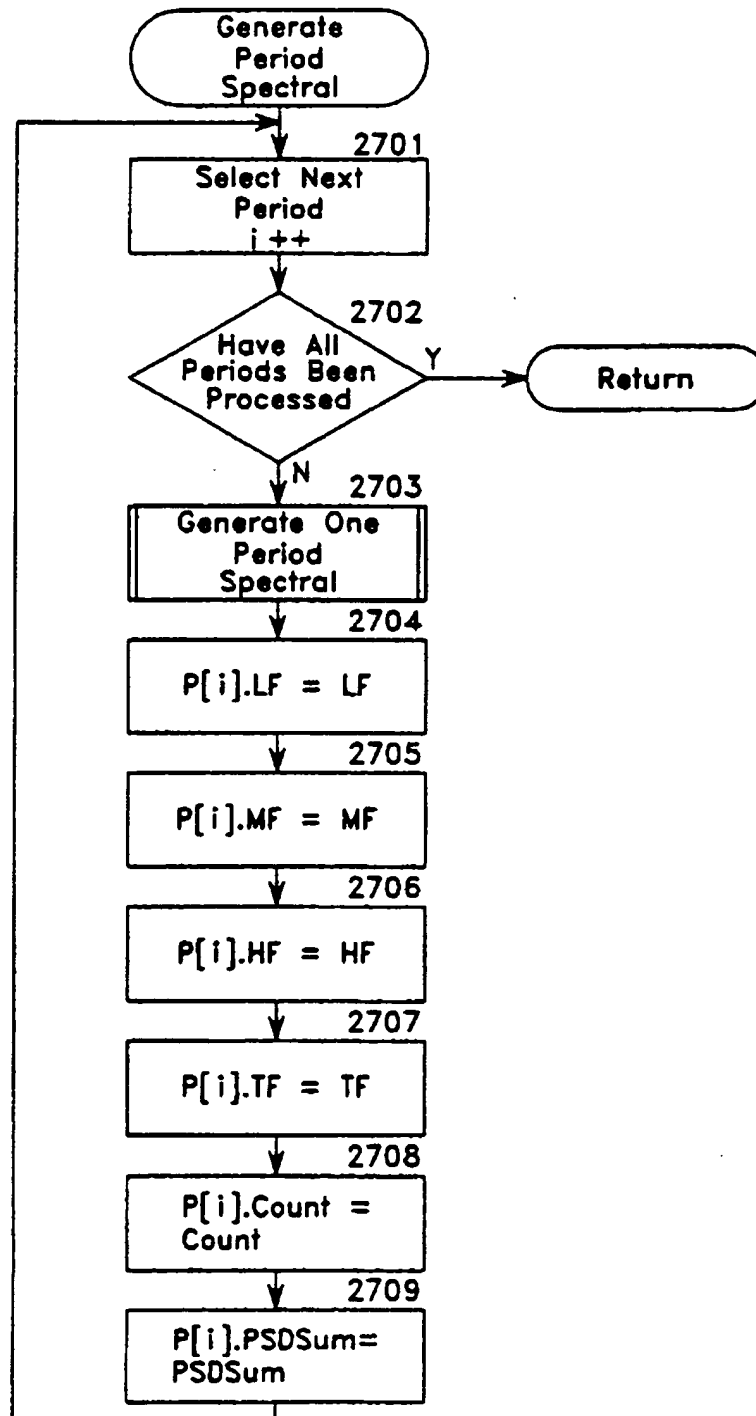 Generate
Period
Spectral
2701
Select Next
Period
i ++
2702
Have All
Periods Been
Processed
Y
Return
N
2703
Generate One
Period
Spectral
2704
P[i].LF = LF
2705
P[i].MF = MF
2706
P[i].HF = HF
2707
P[i].TF = TF
2708
P[i].Count =
Count
2709
P[i].PSDSum=
PSDSum